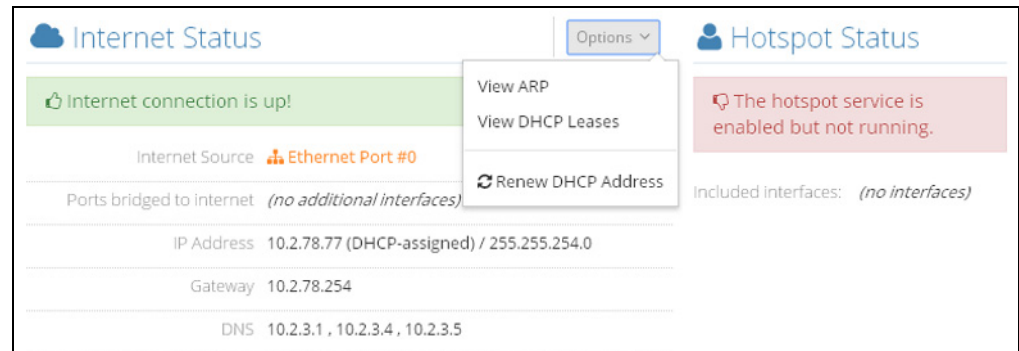 Internet Status
Options
View ARP
View DHCP Leases
Renew DHCP Address
Internet connection is up!
Internet Source Ethernet Port #0
Ports bridged to internet (no additional interfaces)
IP Address 10.2.78.77 (DHCP-assigned) / 255.255.254.0
Gateway 10.2.78.254
DNS 10.2.3.1 , 10.2.3.4 , 10.2.3.5
Hotspot Status
The hotspot service is
enabled but not running.
Included interfaces: (no interfaces)